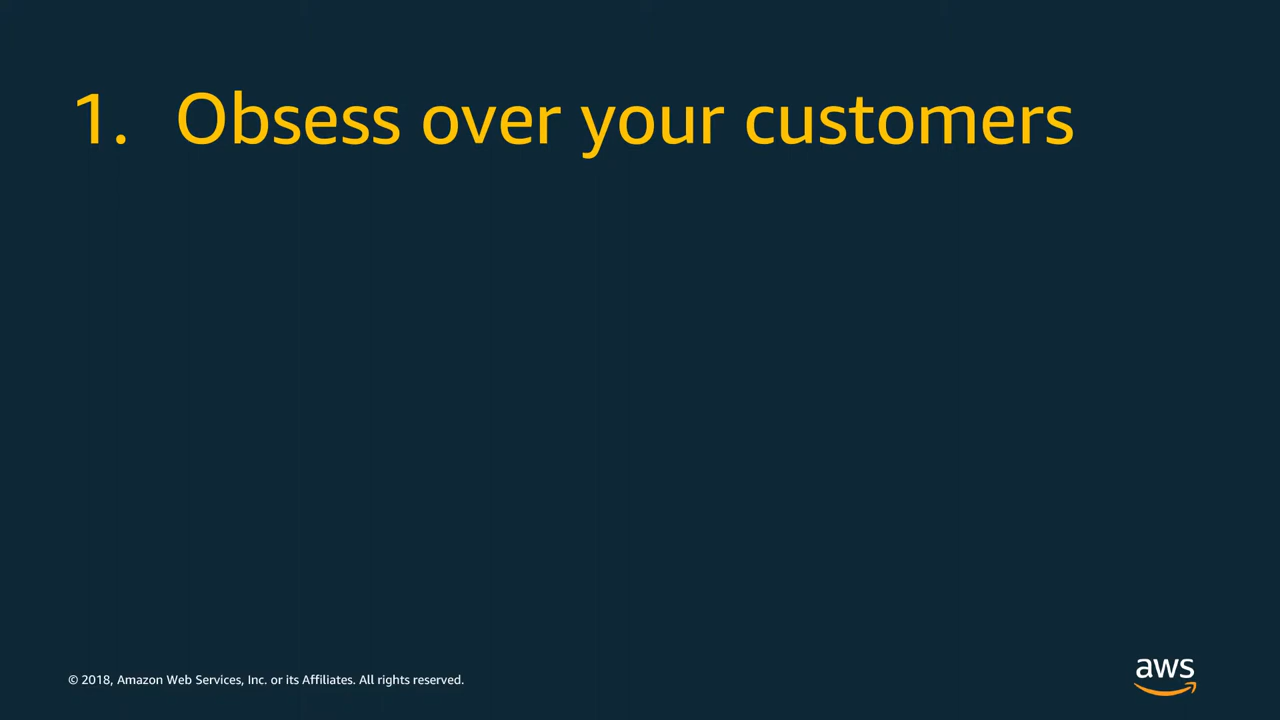 1. Obsess over your customers
© 2018, Amazon Web Services, Inc. or its Affiliates. All rights reserved.
aws